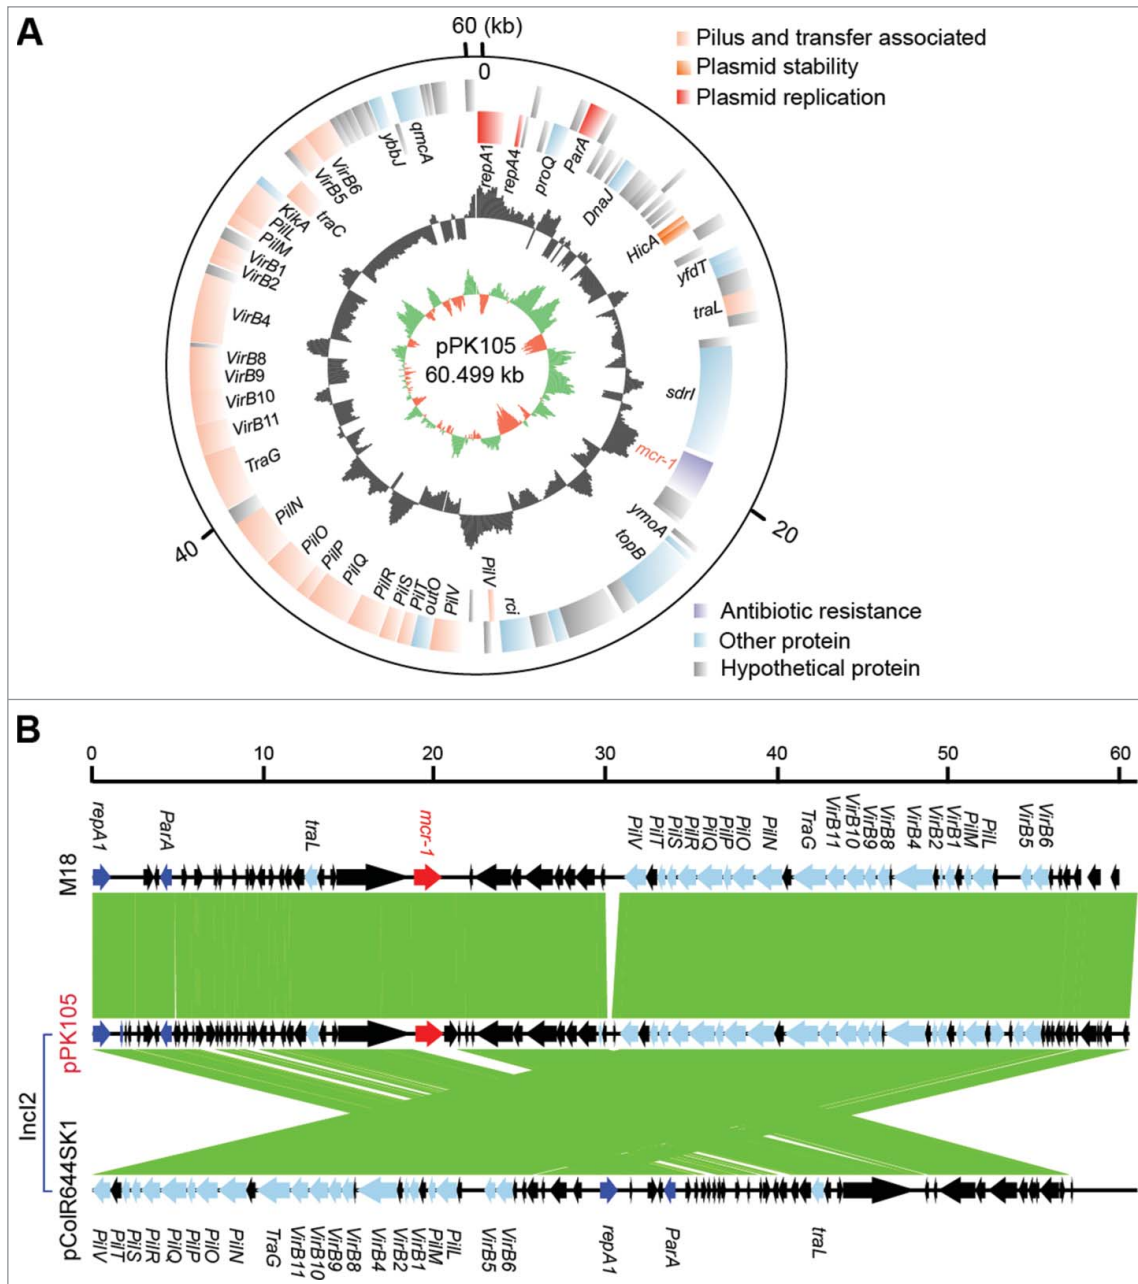 A
60 (kb)
0
Pilus and transfer associated
Plasmid stability
Plasmid replication
repA1
repA4
proQ
ParA
DnaJ
HicA
yfdT
traL
sdrI
mcr-1
20
ymoA
topB
rci
PilV
PilV
outO
PilT
PilS
PilR
PilQ
PilP
PilO
PilN
40
TraG
VirB11
VirB10
VirB9
VirB8
VirB4
VirB2
VirB1
PilM
PilL
KikA
traC
VirB5
VirB6
ybbJ
qmcA
pPK105
60.499 kb
Antibiotic resistance
Other protein
Hypothetical protein
B
0 10 20 30 40 50 60
repA1 ParA traL mcr-1 PilV PilT PilS PilR PilQ PilP PilO PilN TraG VirB11 VirB10 VirB9 VirB8 VirB4 VirB2 VirB1 PilM PilL VirB5 VirB6
M18
pPK105
IncI2
pColR644SK1
PilV PilT PilS PilR PilQ PilP PilO PilN TraG VirB11 VirB10 VirB9 VirB8 VirB4 VirB2 VirB1 PilM PilL VirB5 VirB6 repA1 ParA traL